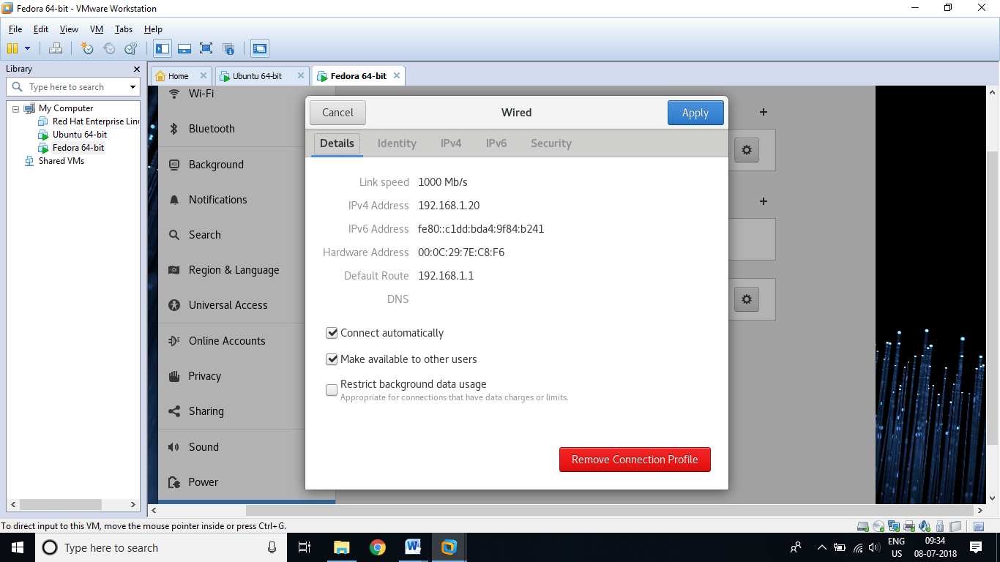 Fedora 64-bit - VMware Workstation
File Edit View VM Tabs Help
Library
Type here to search
My Computer
Red Hat Enterprise Linu
Ubuntu 64-bit
Fedora 64-bit
Shared VMs
Home
Ubuntu 64-bit
Fedora 64-bit
Wi-Fi
Bluetooth
Background
Notifications
Search
Region & Language
Universal Access
Online Accounts
Privacy
Sharing
Sound
Power
Cancel
Wired
Apply
Details Identity IPv4 IPv6 Security
Link speed 1000 Mb/s
IPv4 Address 192.168.1.20
IPv6 Address fe80::c1dd:bda4:9f84:b241
Hardware Address 00:0C:29:7E:C8:F6
Default Route 192.168.1.1
DNS
Connect automatically
Make available to other users
Restrict background data usage
Appropriate for connections that have data charges or limits.
Remove Connection Profile
To direct input to this VM, move the mouse pointer inside or press Ctrl+G.
Type here to search
ENG
US
09:34
08-07-2018